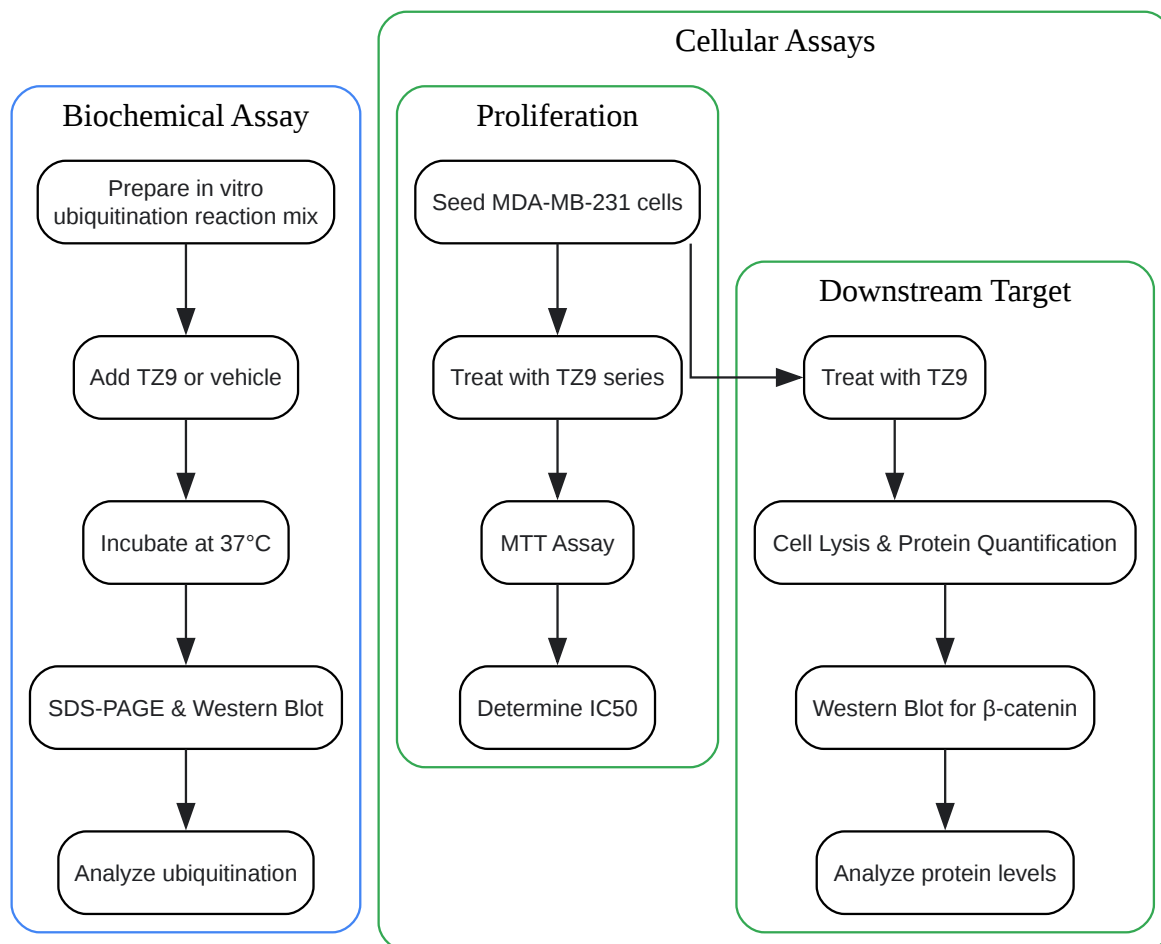 Cellular Assays
Biochemical Assay
Prepare in vitro
ubiquitination reaction mix
Add TZ9 or vehicle
Incubate at 37°C
SDS-PAGE & Western Blot
Analyze ubiquitination
Proliferation
Seed MDA-MB-231 cells
Treat with TZ9 series
MTT Assay
Determine IC50
Downstream Target
Treat with TZ9
Cell Lysis & Protein Quantification
Western Blot for β-catenin
Analyze protein levels